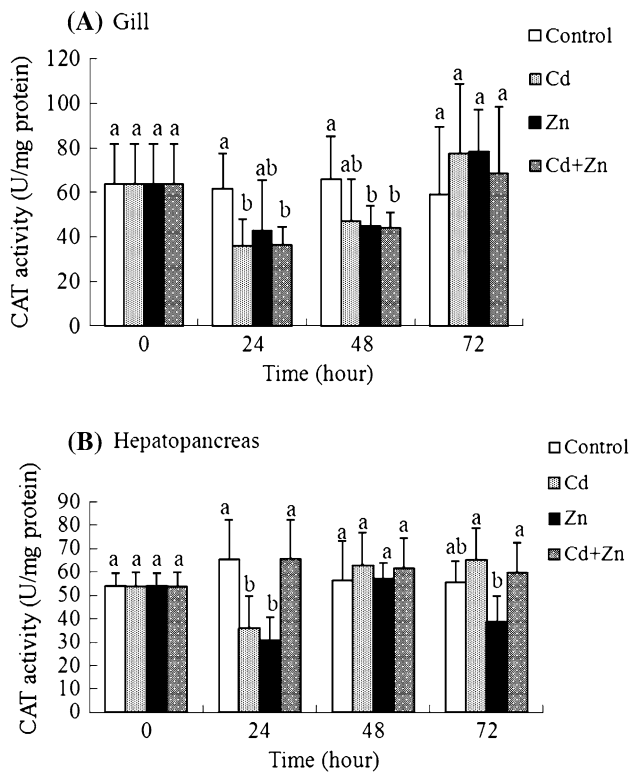 (A) Gill
CAT activity (U/mg protein)
120
100
80
60
40
20
0
a a a a
a b ab b
a ab b b
a a a a
0 24 48 72
Time (hour)
Control
Cd
Zn
Cd+Zn
(B) Hepatopancreas
CAT activity (U/mg protein)
90
80
70
60
50
40
30
20
10
0
a a a a
a b b a
a a a a
ab a b a
0 24 48 72
Time (hour)
Control
Cd
Zn
Cd+Zn